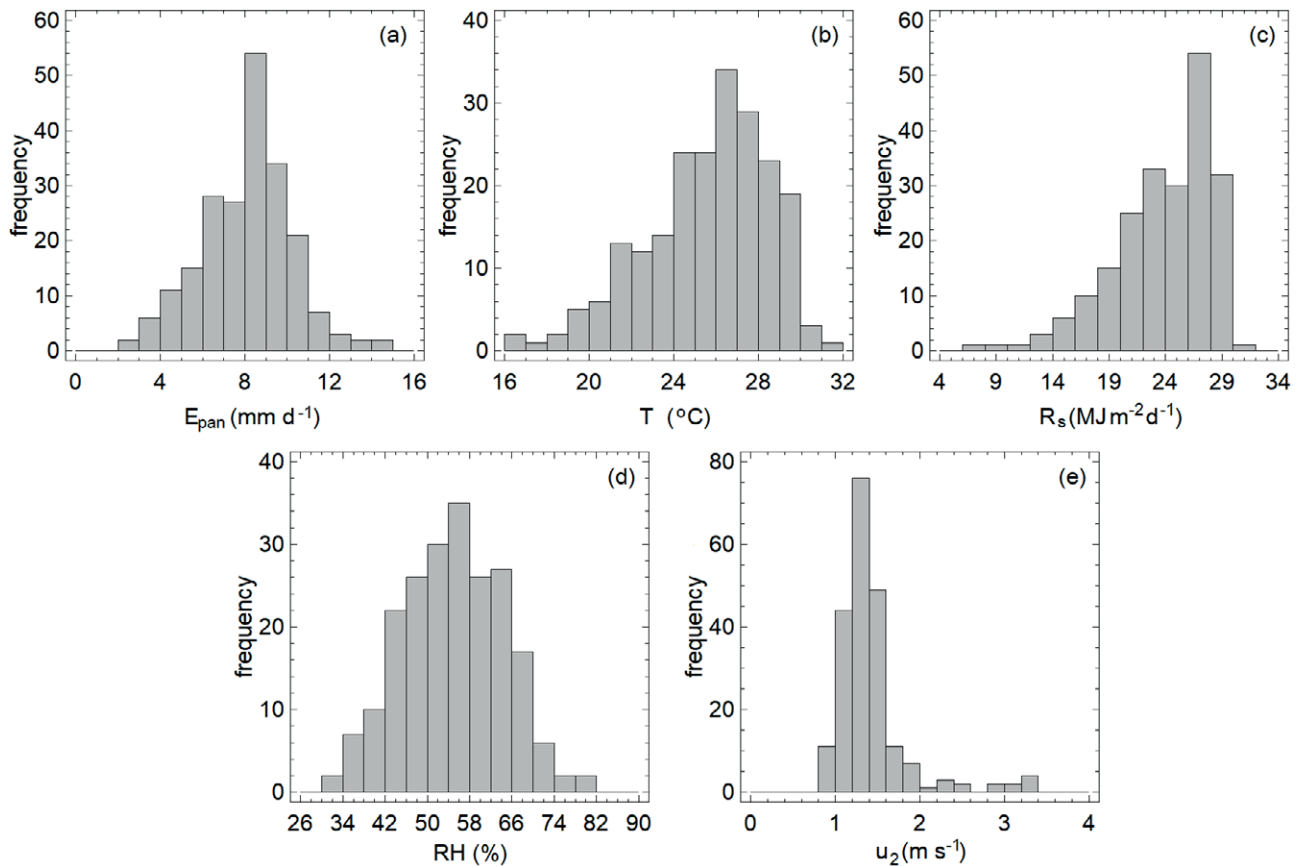 (a)
60
50
40
30
20
10
0
frequency
0 4 8 12 16
E_pan (mm d⁻¹)
(b)
40
30
20
10
0
frequency
16 20 24 28 32
T (°C)
(c)
60
50
40
30
20
10
0
frequency
4 9 14 19 24 29 34
R_s (MJ m⁻² d⁻¹)
(d)
40
30
20
10
0
frequency
26 34 42 50 58 66 74 82 90
RH (%)
(e)
80
60
40
20
0
frequency
0 1 2 3 4
u₂ (m s⁻¹)